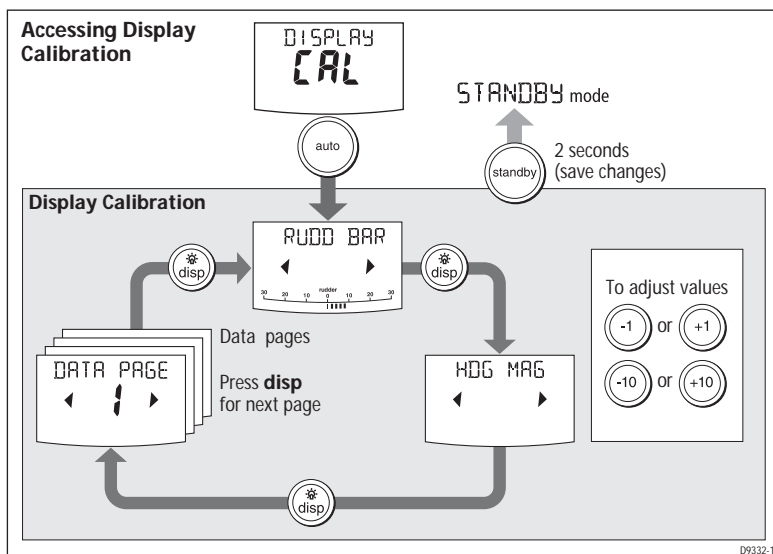 Accessing Display
Calibration
DISPLAY
CAL
auto
STANDBY mode
standby
2 seconds
(save changes)
Display Calibration
RUDD BAR
rudder
30 20 10 0 10 20 30
disp
disp
Data pages
DATA PAGE
1
Press disp
for next page
HDG MAG
disp
To adjust values
-1 or +1
-10 or +10
D9332-1